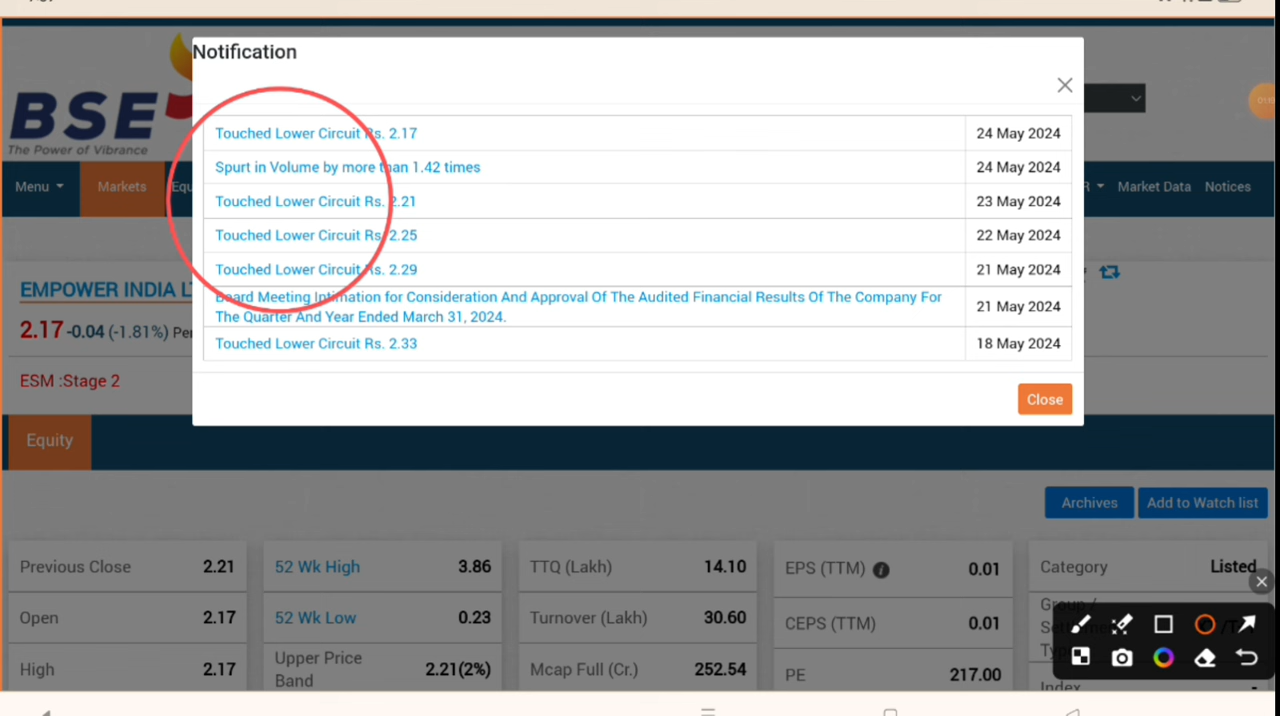 Notification
BSE
The Power of Vibrance
Touched Lower Circuit Rs. 2.17 24 May 2024
Spurt in Volume by more than 1.42 times 24 May 2024
Menu Markets Market Data Notices
Touched Lower Circuit Rs. 2.21 23 May 2024
Touched Lower Circuit Rs. 2.25 22 May 2024
Touched Lower Circuit Rs. 2.29 21 May 2024
Board Meeting Intimation for Consideration And Approval Of The Audited Financial Results Of The Company For
The Quarter And Year Ended March 31, 2024. 21 May 2024
Touched Lower Circuit Rs. 2.33 18 May 2024
Close
EMPOWER INDIA
2.17 -0.04 (-1.81%)
ESM :Stage 2
Equity
Archives Add to Watch list
Previous Close 2.21
Open 2.17
High 2.17
52 Wk High 3.86
52 Wk Low 0.23
Upper Price
Band 2.21(2%)
TTQ (Lakh) 14.10
Turnover (Lakh) 30.60
Mcap Full (Cr.) 252.54
EPS (TTM) 0.01
CEPS (TTM) 0.01
PE 217.00
Category Listed
Group /
Index -